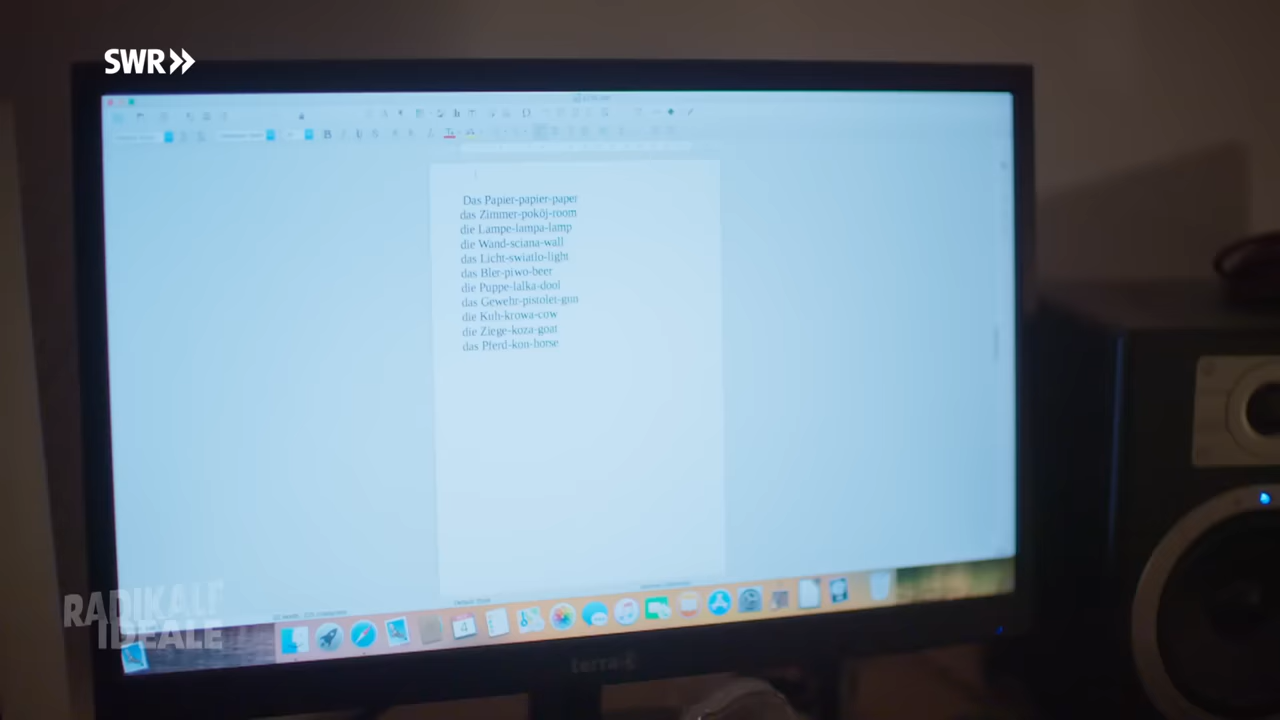 SWR
Das Papier-papier-paper
das Zimmer-pokój-room
die Lampe-lampa-lamp
die Wand-sciana-wall
das Licht-swiatlo-light
das BIer-piwo-beer
die Puppe-lalka-dool
das Gewehr-pistolet-gun
die Kuh-krowa-cow
die Ziege-koza-goat
das Pferd-kon-horse
4
RADIKALE
IDEALE
terra